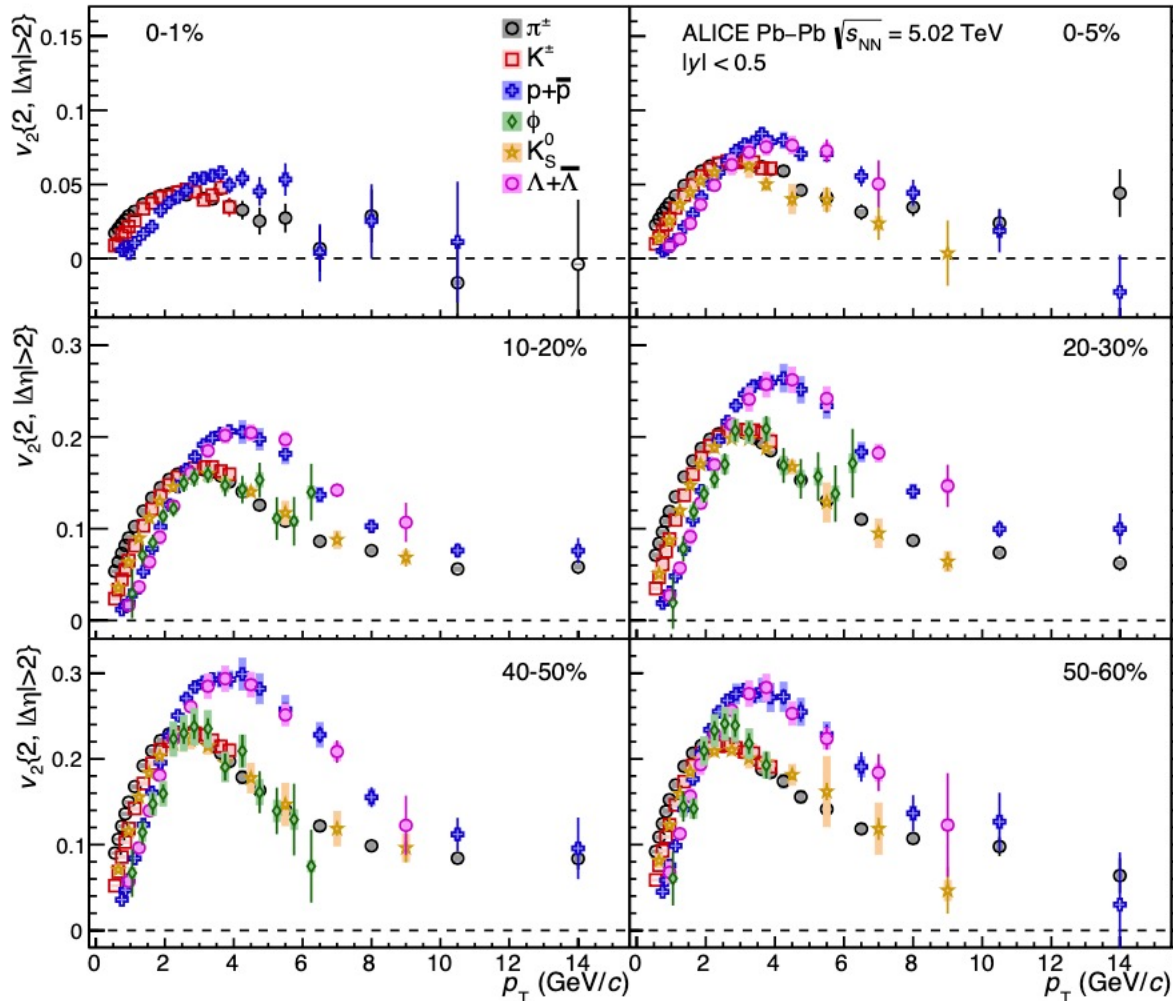 0-1%
π±
K±
p+p̅
ϕ
K⁰S
Λ+Λ̅
ALICE Pb–Pb √sNN = 5.02 TeV
0-5%
|y| < 0.5
v2{2, |Δη|>2}
0.15
0.1
0.05
0
10-20%
20-30%
v2{2, |Δη|>2}
0.3
0.2
0.1
0
40-50%
50-60%
v2{2, |Δη|>2}
0.3
0.2
0.1
0
0 2 4 6 8 10 12 14
pT (GeV/c)
0 2 4 6 8 10 12 14
pT (GeV/c)